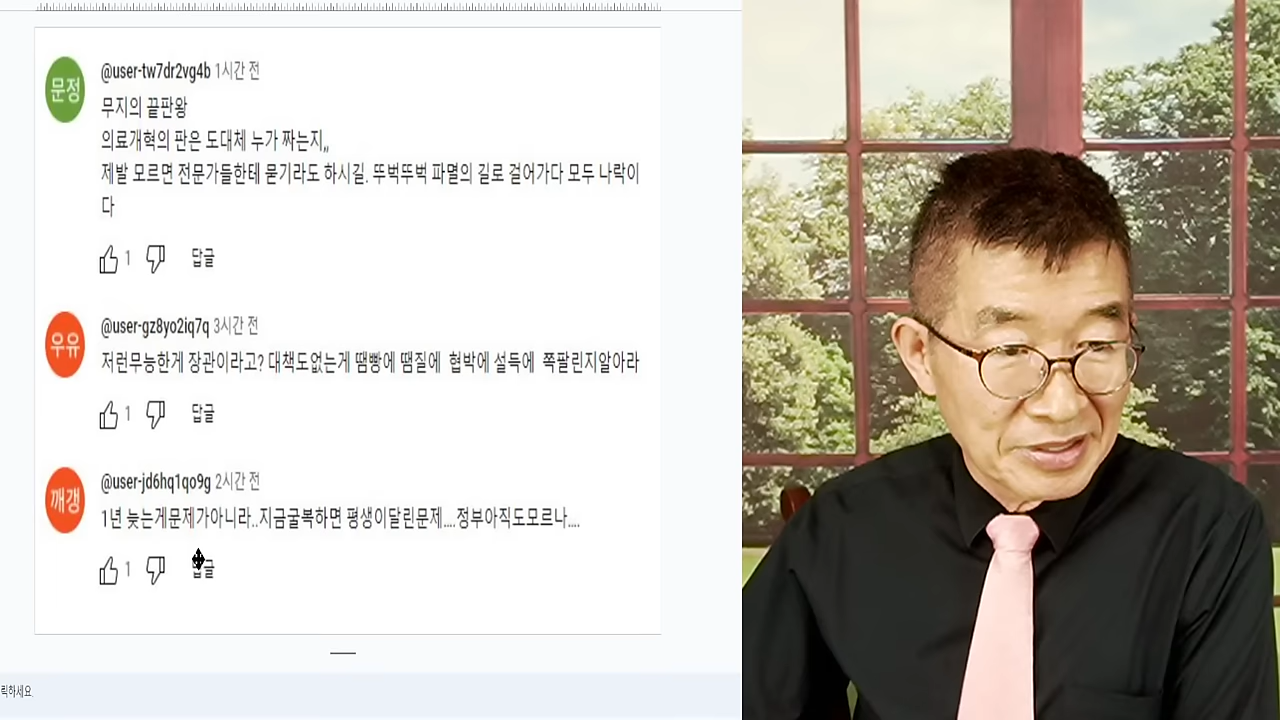 문정
@user-tw7dr2vg4b 1시간 전
무지의 끝판왕
의료개혁의 판은 도대체 누가 짜는지,,
제발 모르면 전문가들한테 묻기라도 하시길. 뚜벅뚜벅 파멸의 길로 걸어가다 모두 나락이
다
1 답글
우유
@user-gz8yo2iq7q 3시간 전
저런무능한게 장관이라고? 대책도없는게 땜빵에 땜질에 협박에 설득에 쪽팔린지알아라
1 답글
깨갱
@user-jd6hq1qo9g 2시간 전
1년 늦는게문제가아니라..지금굴복하면 평생이달린문제....정부아직도모르나....
1 답글
릭하세요.